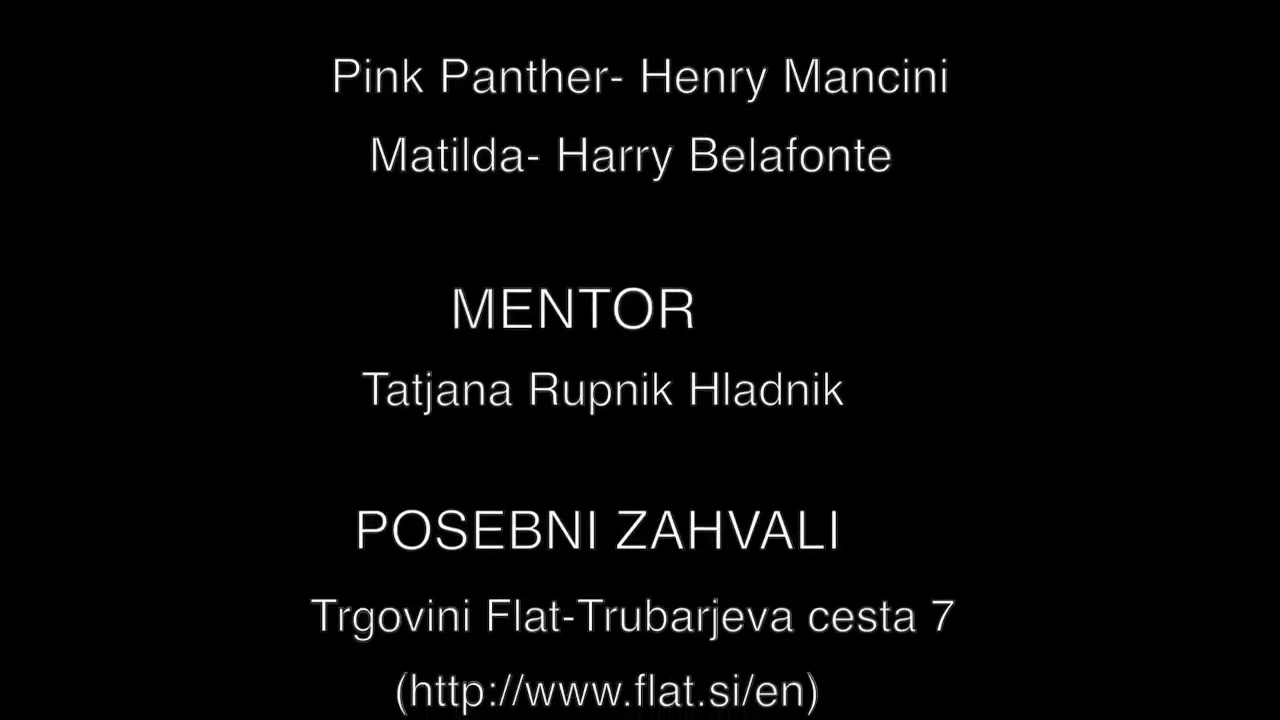 Pink Panther- Henry Mancini
Matilda- Harry Belafonte
MENTOR
Tatjana Rupnik Hladnik
POSEBNI ZAHVALI
Trgovini Flat-Trubarjeva cesta 7
(http://www.flat.si/en)